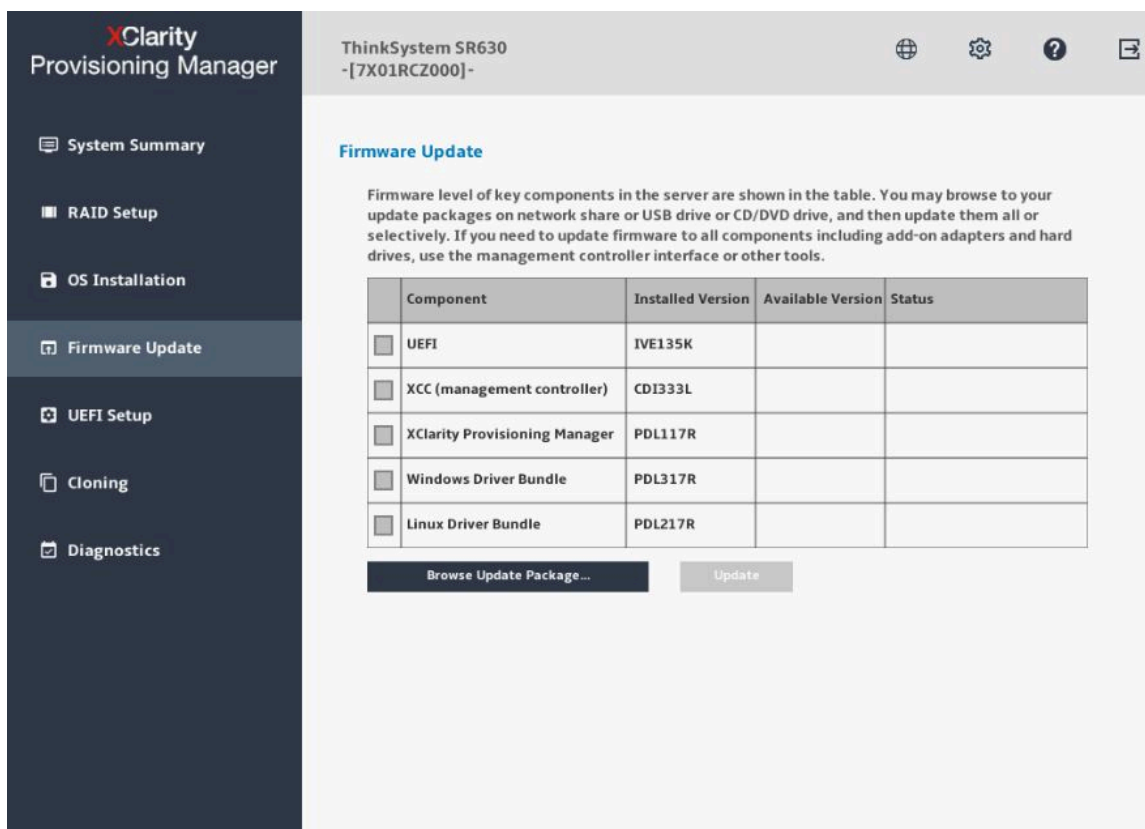 XClarity
Provisioning Manager
ThinkSystem SR630
-[7X01RCZ000]-
System Summary
RAID Setup
OS Installation
Firmware Update
UEFI Setup
Cloning
Diagnostics
Firmware Update
Firmware level of key components in the server are shown in the table. You may browse to your
update packages on network share or USB drive or CD/DVD drive, and then update them all or
selectively. If you need to update firmware to all components including add-on adapters and hard
drives, use the management controller interface or other tools.
Component Installed Version Available Version Status
UEFI IVE135K
XCC (management controller) CDI333L
XClarity Provisioning Manager PDL117R
Windows Driver Bundle PDL317R
Linux Driver Bundle PDL217R
Browse Update Package... Update